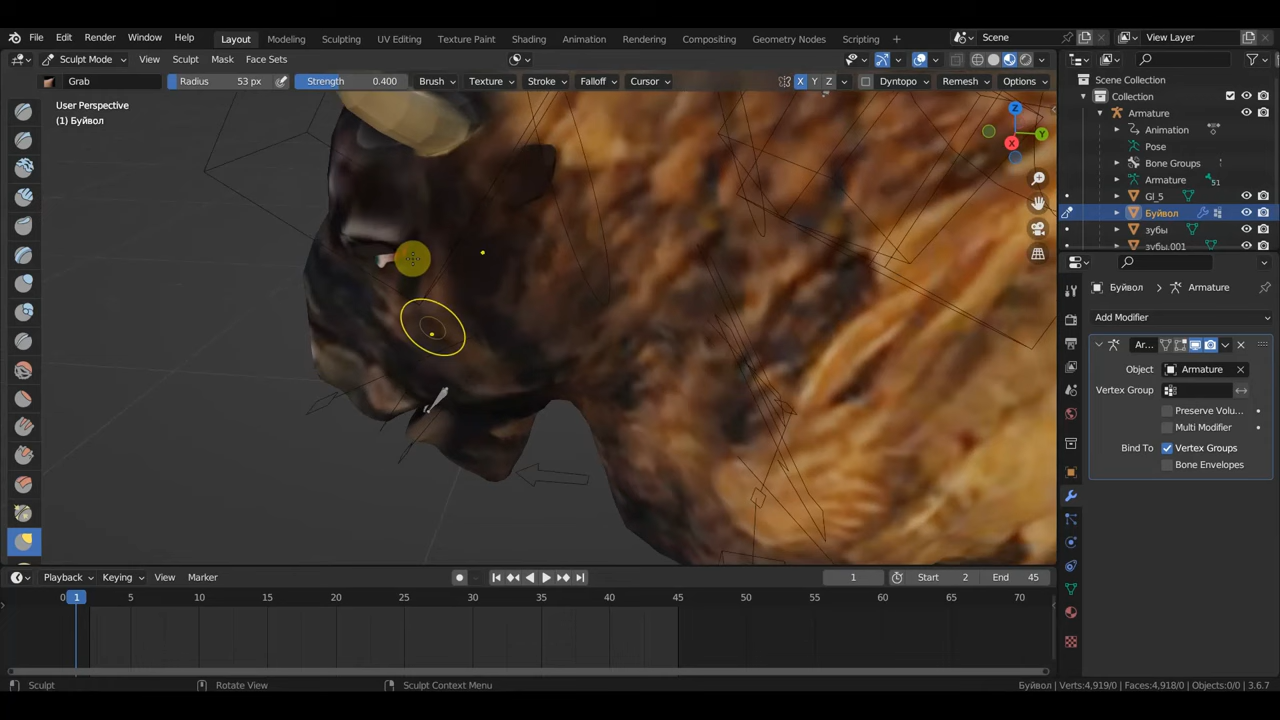 File Edit Render Window Help Layout Modeling Sculpting UV Editing Texture Paint Shading Animation Rendering Compositing Geometry Nodes Scripting + Scene View Layer
Sculpt Mode View Sculpt Mask Face Sets
Grab Radius 53 px Strength 0.400 Brush Texture Stroke Falloff Cursor X Y Z Dyntopo Remesh Options
User Perspective
(1) Буйвол
Z
Y
X
Scene Collection
Collection
Armature
Animation
Pose
Bone Groups
Armature 51
Gl_5
Буйвол
зубы
зубы.001
Буйвол > Armature
Add Modifier
Ar...
Object Armature
Vertex Group
Preserve Volu...
Multi Modifier
Bind To Vertex Groups
Bone Envelopes
Playback Keying View Marker 1 Start 2 End 45
0 1 5 10 15 20 25 30 35 40 45 50 55 60 65 70
Sculpt Rotate View Sculpt Context Menu Буйвол | Verts:4,919/0 | Faces:4,918/0 | Objects:0/0 | 3.6.7